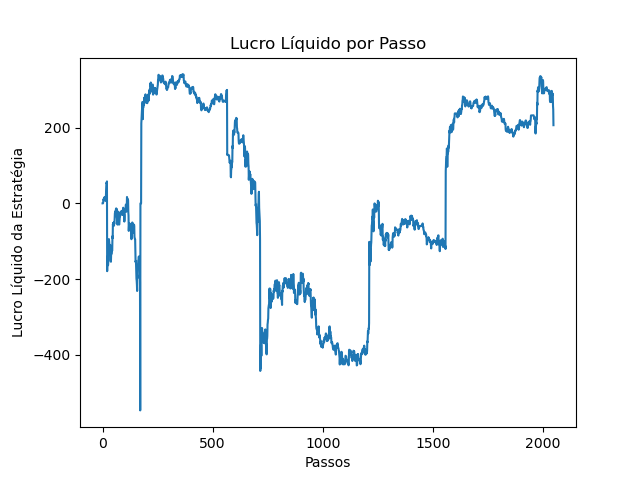 Lucro Líquido por Passo
Lucro Líquido da Estratégia
200
0
−200
−400
0 500 1000 1500 2000
Passos